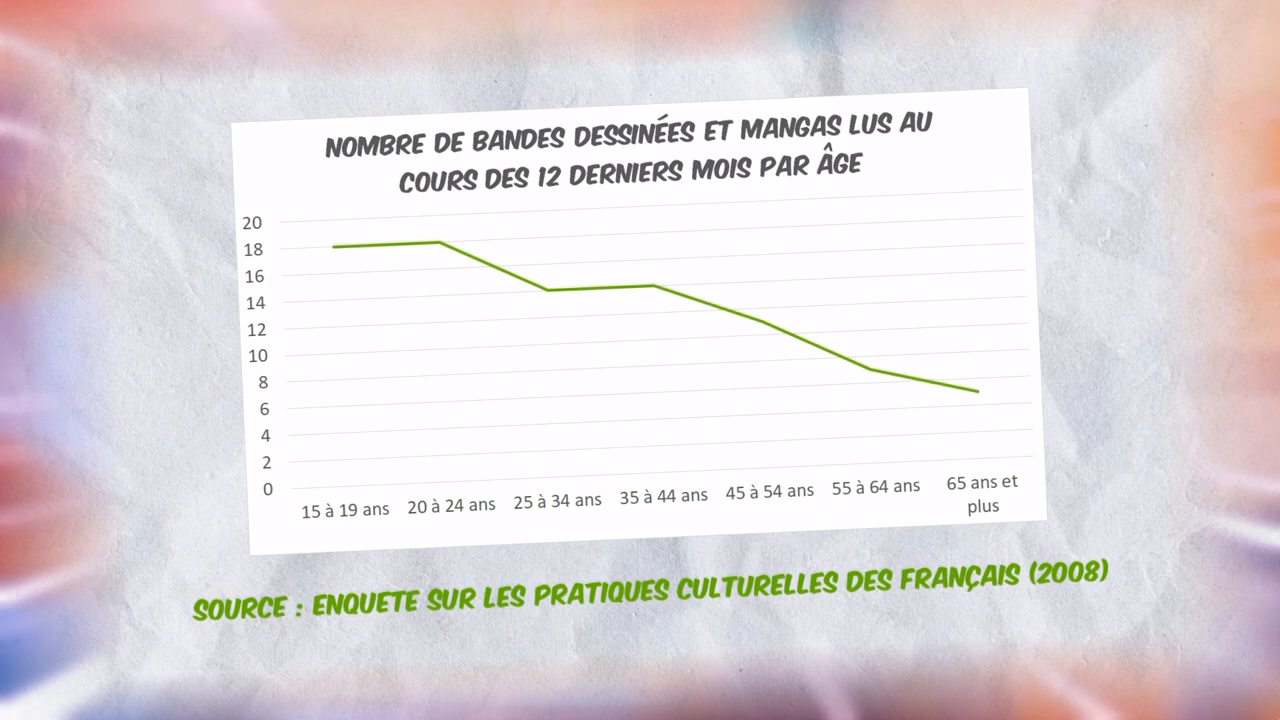 NOMBRE DE BANDES DESSINÉES ET MANGAS LUS AU
COURS DES 12 DERNIERS MOIS PAR ÂGE
20
18
16
14
12
10
8
6
4
2
0
15 à 19 ans
20 à 24 ans
25 à 34 ans
35 à 44 ans
45 à 54 ans
55 à 64 ans
65 ans et
plus
SOURCE : ENQUETE SUR LES PRATIQUES CULTURELLES DES FRANÇAIS (2008)